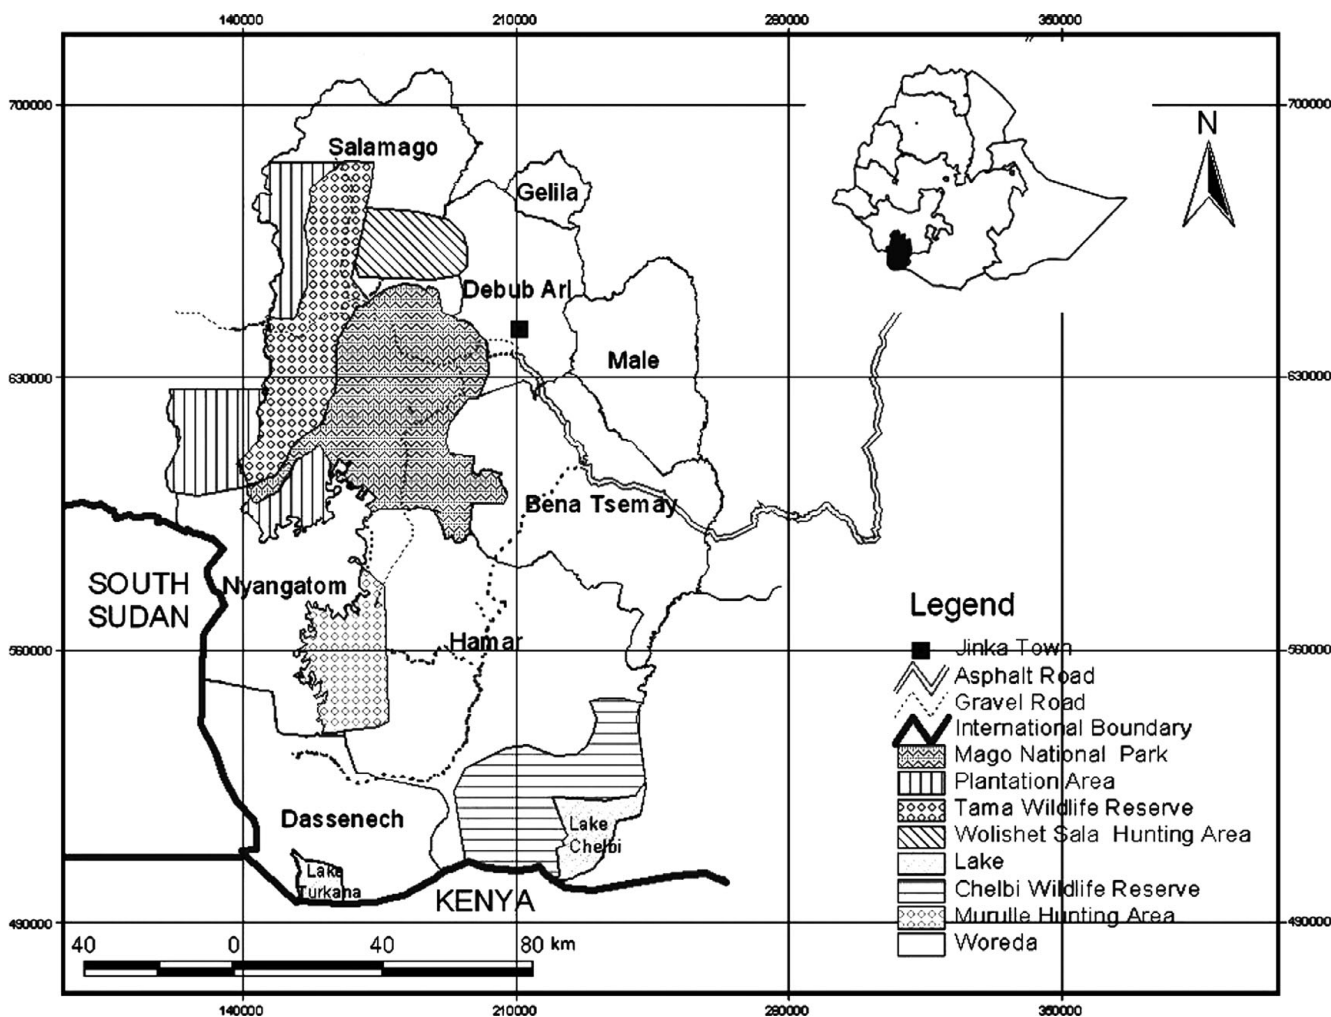 140000 210000 280000 350000
700000 700000
N
Salamago
Gelila
Debub Ari
Male
630000 630000
Bena Tsemay
SOUTH
SUDAN
Nyangatom
Hamar
560000 560000
Legend
Jinka Town
Asphalt Road
Gravel Road
International Boundary
Mago National Park
Plantation Area
Tama Wildlife Reserve
Wolishet Sala Hunting Area
Lake
Chelbi Wildlife Reserve
Murulle Hunting Area
Woreda
Dassenech
Lake
Chelbi
Lake
Turkana
KENYA
490000 490000
40 0 40 80 km
140000 210000 280000 350000